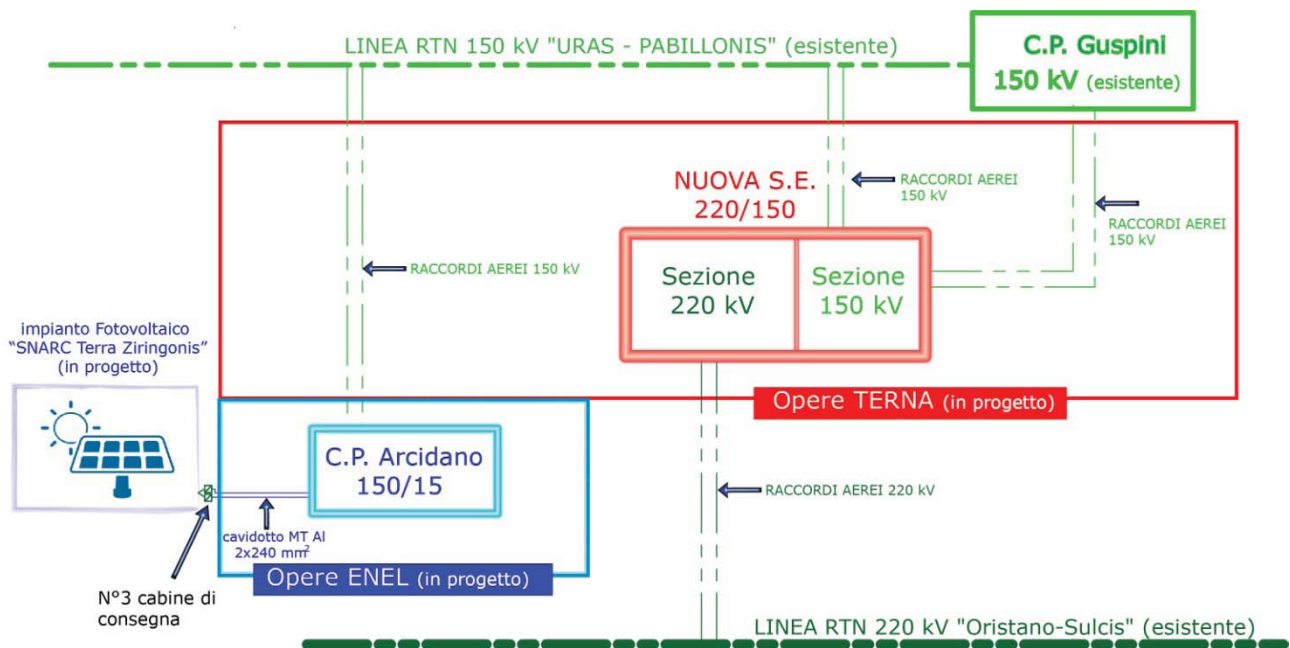 LINEA RTN 150 kV "URAS - PABILLONIS" (esistente)
C.P. Guspini
150 kV (esistente)
NUOVA S.E.
220/150
RACCORDI AEREI
150 kV
RACCORDI AEREI
150 kV
RACCORDI AEREI 150 kV
Sezione
220 kV
Sezione
150 kV
impianto Fotovoltaico
"SNARC Terra Ziringonis"
(in progetto)
Opere TERNA (in progetto)
C.P. Arcidano
150/15
RACCORDI AEREI 220 kV
cavidotto MT Al
2x240 mm²
Opere ENEL (in progetto)
N°3 cabine di
consegna
LINEA RTN 220 kV "Oristano-Sulcis" (esistente)